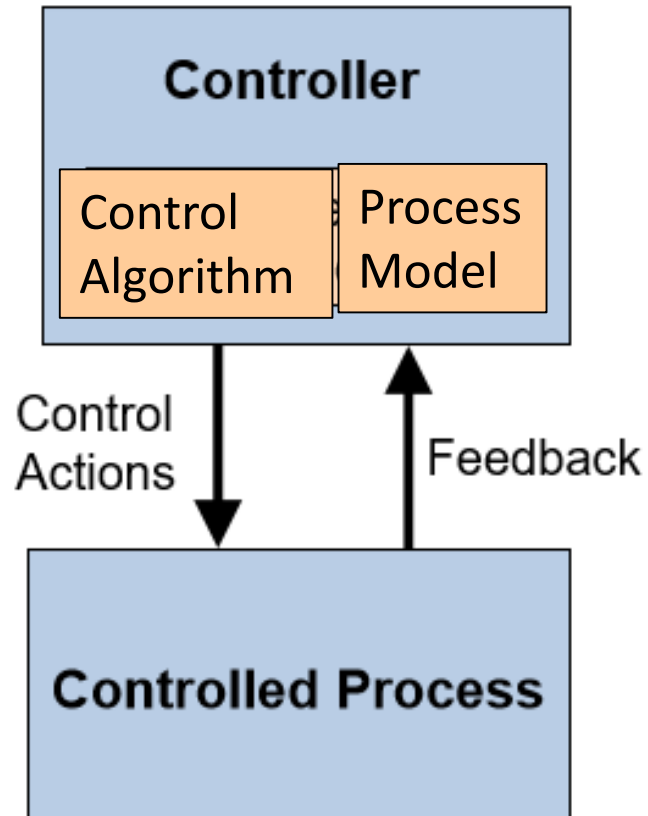 Controller
Control
Algorithm
Process
Model
Control
Actions
Feedback
Controlled Process